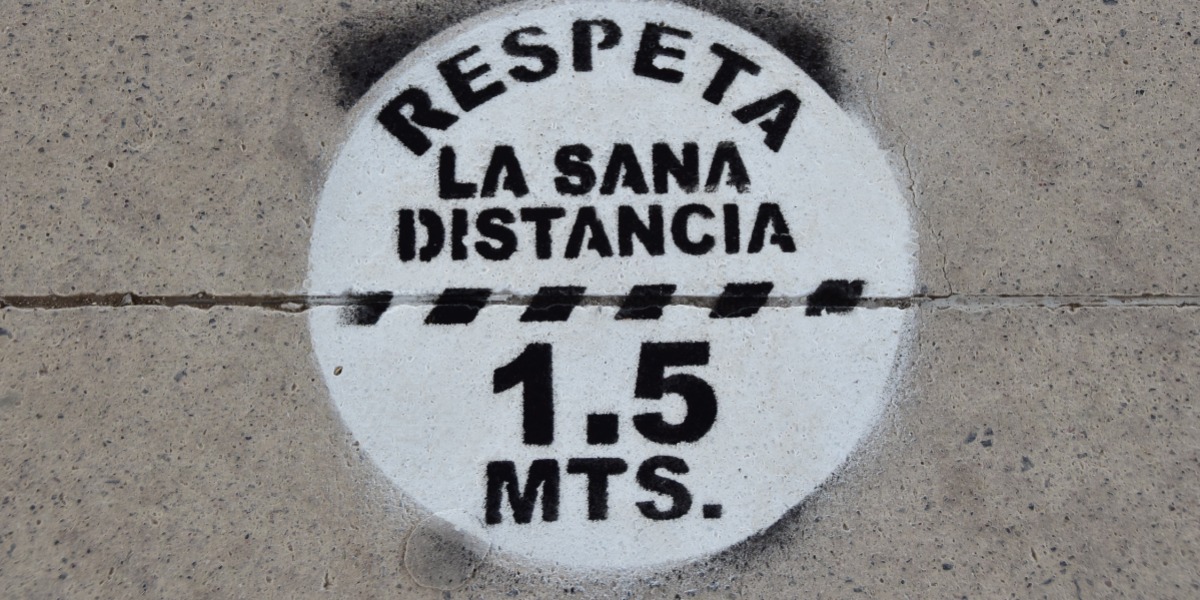 RESPETA
LA SANA
DISTANCIA
1.5
MTS.